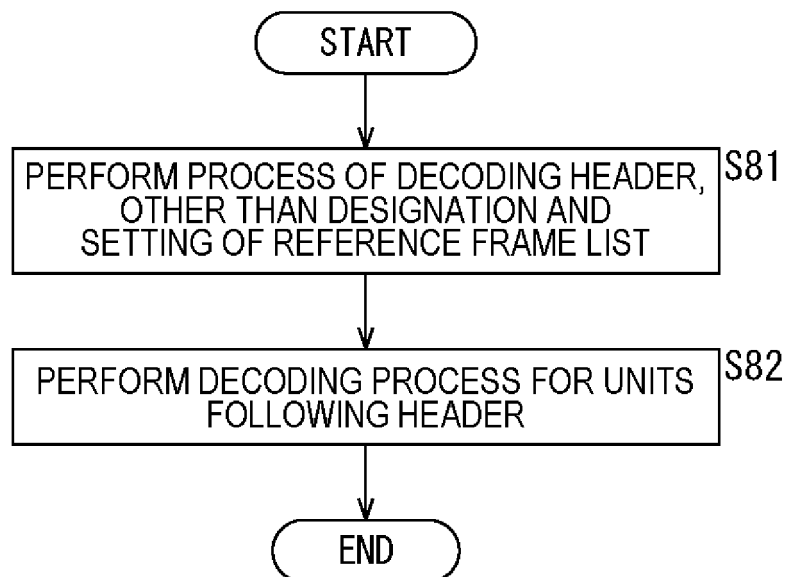 START
PERFORM PROCESS OF DECODING HEADER, S81
OTHER THAN DESIGNATION AND
SETTING OF REFERENCE FRAME LIST
PERFORM DECODING PROCESS FOR UNITS S82
FOLLOWING HEADER
END